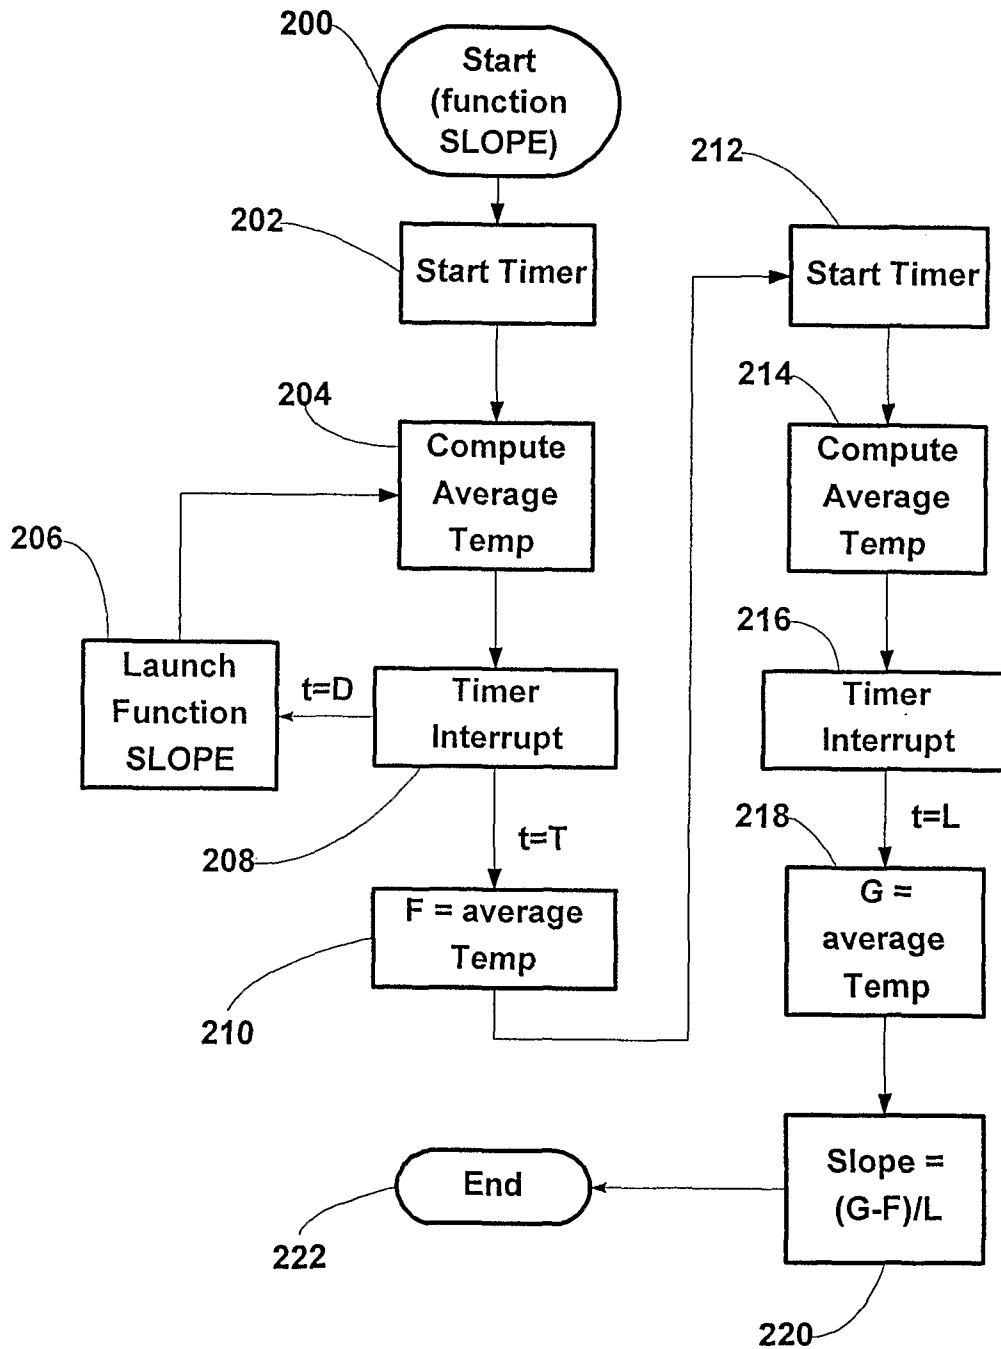 200
Start
(function
SLOPE)
202
Start Timer
204
Compute
Average
Temp
206
Launch
Function
SLOPE
t=D
Timer
Interrupt
208
t=T
F = average
Temp
210
212
Start Timer
214
Compute
Average
Temp
216
Timer
Interrupt
218
t=L
G =
average
Temp
Slope =
(G-F)/L
220
End
222